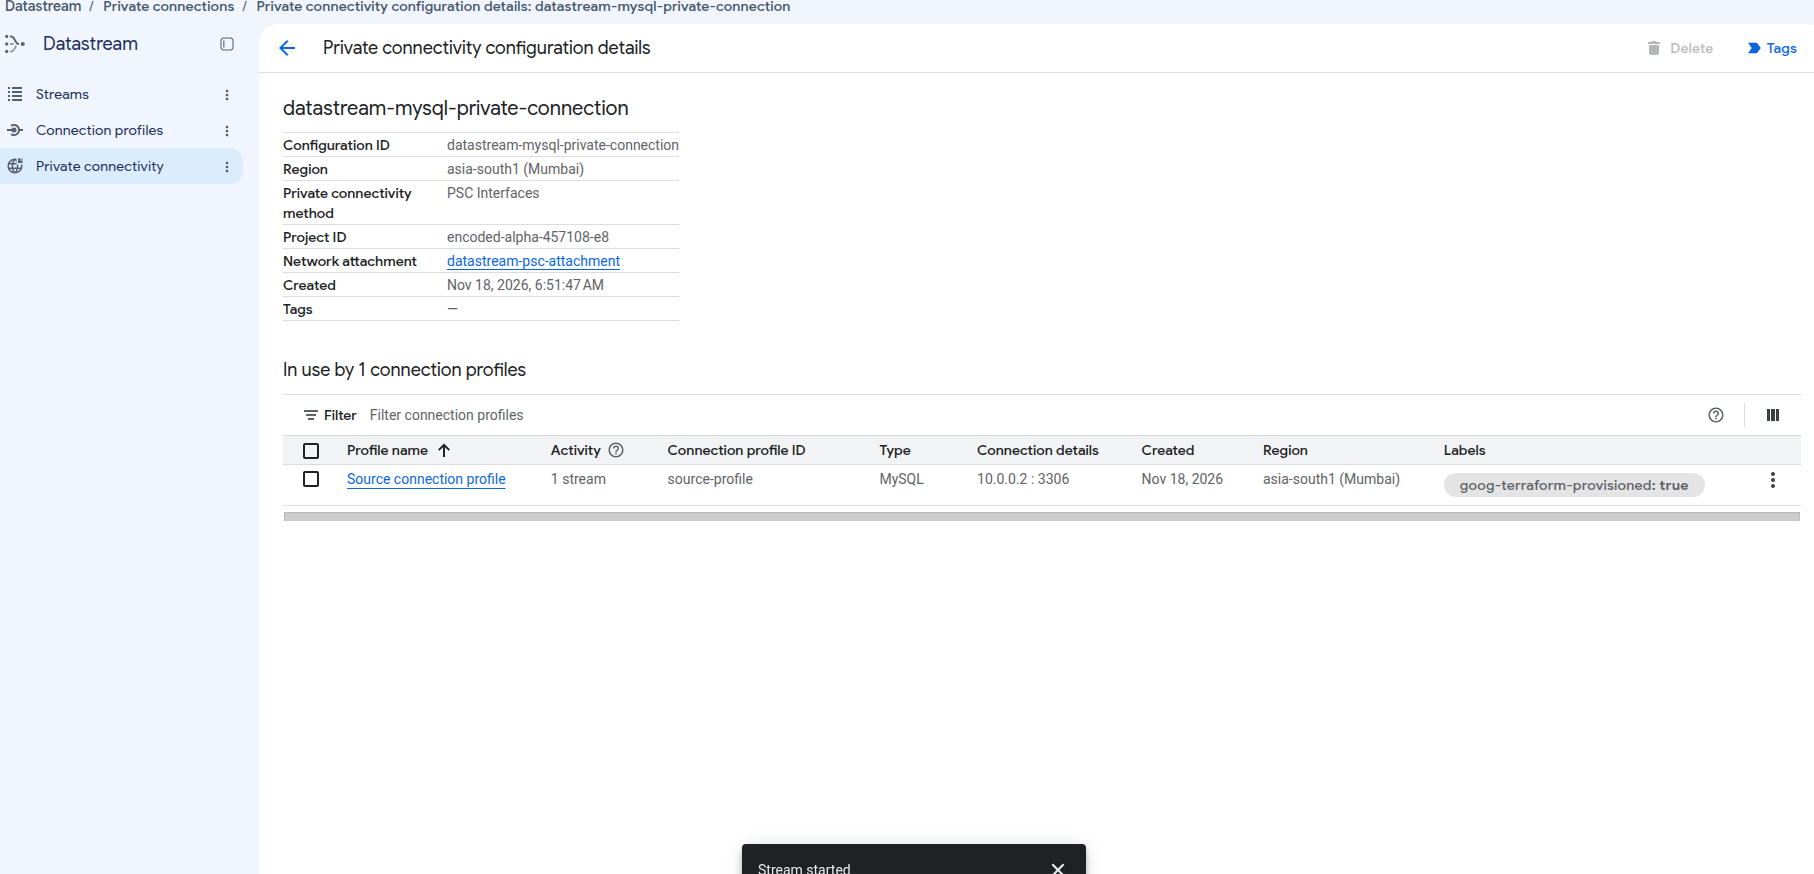 Datastream / Private connections / Private connectivity configuration details: datastream-mysql-private-connection
Datastream
Streams
Connection profiles
Private connectivity
Private connectivity configuration details
Delete
Tags
datastream-mysql-private-connection
Configuration ID datastream-mysql-private-connection
Region asia-south1 (Mumbai)
Private connectivity method PSC Interfaces
Project ID encoded-alpha-457108-e8
Network attachment datastream-psc-attachment
Created Nov 18, 2026, 6:51:47 AM
Tags —
In use by 1 connection profiles
Filter Filter connection profiles
Profile name Activity Connection profile ID Type Connection details Created Region Labels
Source connection profile 1 stream source-profile MySQL 10.0.0.2 : 3306 Nov 18, 2026 asia-south1 (Mumbai) goog-terraform-provisioned: true
Stream started